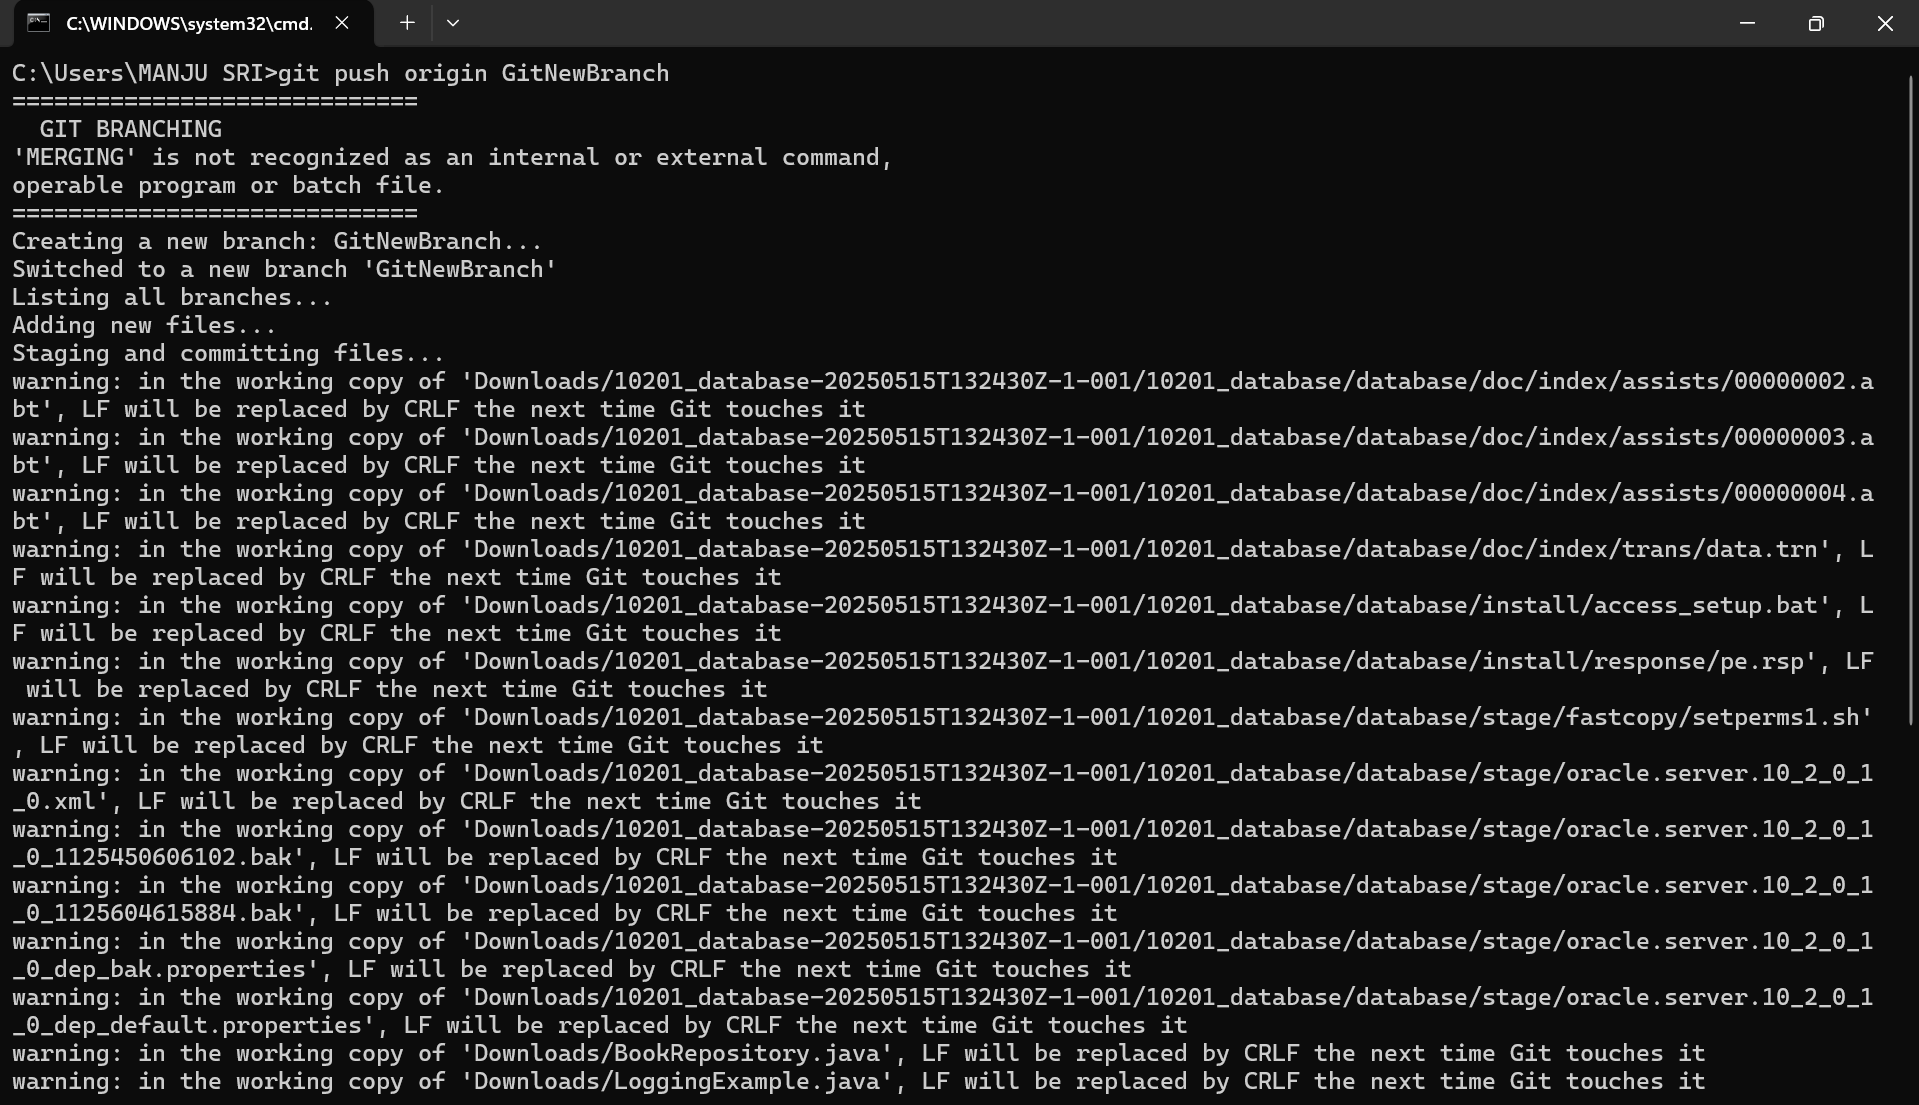 C:\WINDOWS\system32\cmd.
C:\Users\MANJU SRI>git push origin GitNewBranch
=============================
  GIT BRANCHING
'MERGING' is not recognized as an internal or external command,
operable program or batch file.
=============================
Creating a new branch: GitNewBranch...
Switched to a new branch 'GitNewBranch'
Listing all branches...
Adding new files...
Staging and committing files...
warning: in the working copy of 'Downloads/10201_database-20250515T132430Z-1-001/10201_database/database/doc/index/assists/00000002.a
bt', LF will be replaced by CRLF the next time Git touches it
warning: in the working copy of 'Downloads/10201_database-20250515T132430Z-1-001/10201_database/database/doc/index/assists/00000003.a
bt', LF will be replaced by CRLF the next time Git touches it
warning: in the working copy of 'Downloads/10201_database-20250515T132430Z-1-001/10201_database/database/doc/index/assists/00000004.a
bt', LF will be replaced by CRLF the next time Git touches it
warning: in the working copy of 'Downloads/10201_database-20250515T132430Z-1-001/10201_database/database/doc/index/trans/data.trn', L
F will be replaced by CRLF the next time Git touches it
warning: in the working copy of 'Downloads/10201_database-20250515T132430Z-1-001/10201_database/database/install/access_setup.bat', L
F will be replaced by CRLF the next time Git touches it
warning: in the working copy of 'Downloads/10201_database-20250515T132430Z-1-001/10201_database/database/install/response/pe.rsp', LF
 will be replaced by CRLF the next time Git touches it
warning: in the working copy of 'Downloads/10201_database-20250515T132430Z-1-001/10201_database/database/stage/fastcopy/setperms1.sh'
, LF will be replaced by CRLF the next time Git touches it
warning: in the working copy of 'Downloads/10201_database-20250515T132430Z-1-001/10201_database/database/stage/oracle.server.10_2_0_1
_0.xml', LF will be replaced by CRLF the next time Git touches it
warning: in the working copy of 'Downloads/10201_database-20250515T132430Z-1-001/10201_database/database/stage/oracle.server.10_2_0_1
_0_1125450606102.bak', LF will be replaced by CRLF the next time Git touches it
warning: in the working copy of 'Downloads/10201_database-20250515T132430Z-1-001/10201_database/database/stage/oracle.server.10_2_0_1
_0_1125604615884.bak', LF will be replaced by CRLF the next time Git touches it
warning: in the working copy of 'Downloads/10201_database-20250515T132430Z-1-001/10201_database/database/stage/oracle.server.10_2_0_1
_0_dep_bak.properties', LF will be replaced by CRLF the next time Git touches it
warning: in the working copy of 'Downloads/10201_database-20250515T132430Z-1-001/10201_database/database/stage/oracle.server.10_2_0_1
_0_dep_default.properties', LF will be replaced by CRLF the next time Git touches it
warning: in the working copy of 'Downloads/BookRepository.java', LF will be replaced by CRLF the next time Git touches it
warning: in the working copy of 'Downloads/LoggingExample.java', LF will be replaced by CRLF the next time Git touches it